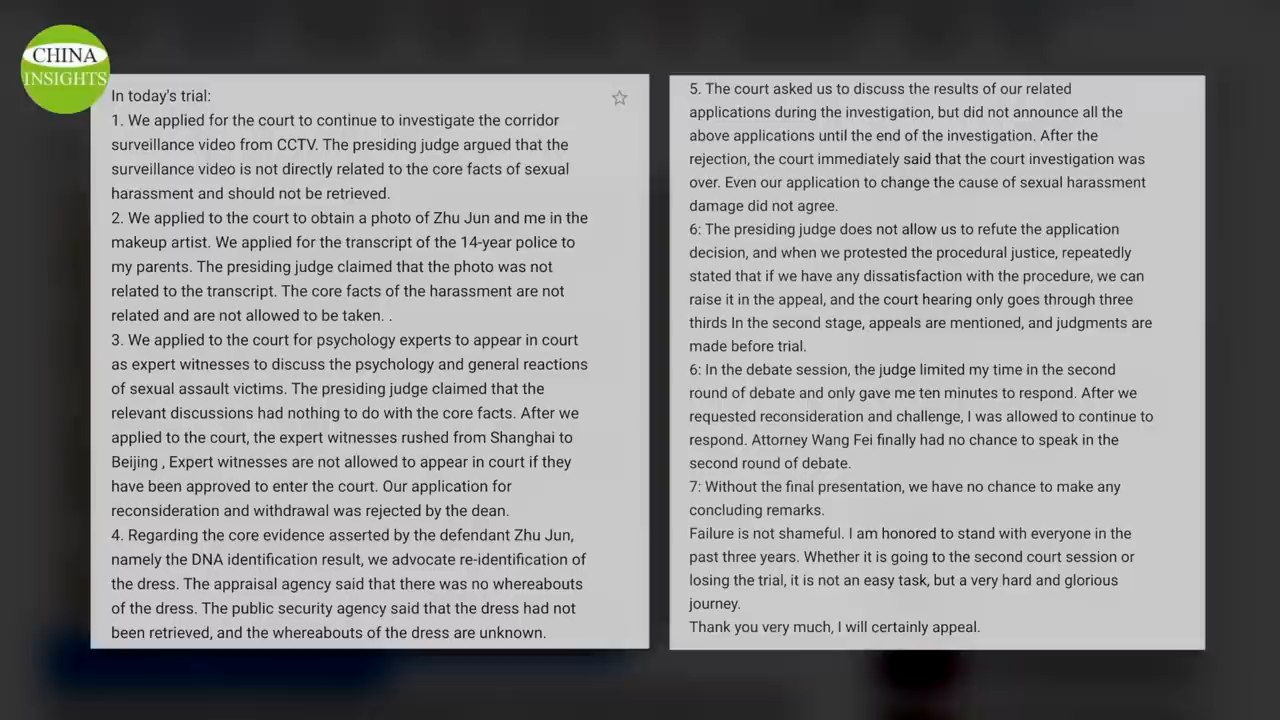 CHINA
INSIGHTS
In today's trial:
1. We applied for the court to continue to investigate the corridor
surveillance video from CCTV. The presiding judge argued that the
surveillance video is not directly related to the core facts of sexual
harassment and should not be retrieved.
2. We applied to the court to obtain a photo of Zhu Jun and me in the
makeup artist. We applied for the transcript of the 14-year police to
my parents. The presiding judge claimed that the photo was not
related to the transcript. The core facts of the harassment are not
related and are not allowed to be taken. .
3. We applied to the court for psychology experts to appear in court
as expert witnesses to discuss the psychology and general reactions
of sexual assault victims. The presiding judge claimed that the
relevant discussions had nothing to do with the core facts. After we
applied to the court, the expert witnesses rushed from Shanghai to
Beijing , Expert witnesses are not allowed to appear in court if they
have been approved to enter the court. Our application for
reconsideration and withdrawal was rejected by the dean.
4. Regarding the core evidence asserted by the defendant Zhu Jun,
namely the DNA identification result, we advocate re-identification of
the dress. The appraisal agency said that there was no whereabouts
of the dress. The public security agency said that the dress had not
been retrieved, and the whereabouts of the dress are unknown.
5. The court asked us to discuss the results of our related
applications during the investigation, but did not announce all the
above applications until the end of the investigation. After the
rejection, the court immediately said that the court investigation was
over. Even our application to change the cause of sexual harassment
damage did not agree.
6: The presiding judge does not allow us to refute the application
decision, and when we protested the procedural justice, repeatedly
stated that if we have any dissatisfaction with the procedure, we can
raise it in the appeal, and the court hearing only goes through three
thirds In the second stage, appeals are mentioned, and judgments are
made before trial.
6: In the debate session, the judge limited my time in the second
round of debate and only gave me ten minutes to respond. After we
requested reconsideration and challenge, I was allowed to continue to
respond. Attorney Wang Fei finally had no chance to speak in the
second round of debate.
7: Without the final presentation, we have no chance to make any
concluding remarks.
Failure is not shameful. I am honored to stand with everyone in the
past three years. Whether it is going to the second court session or
losing the trial, it is not an easy task, but a very hard and glorious
journey.
Thank you very much, I will certainly appeal.